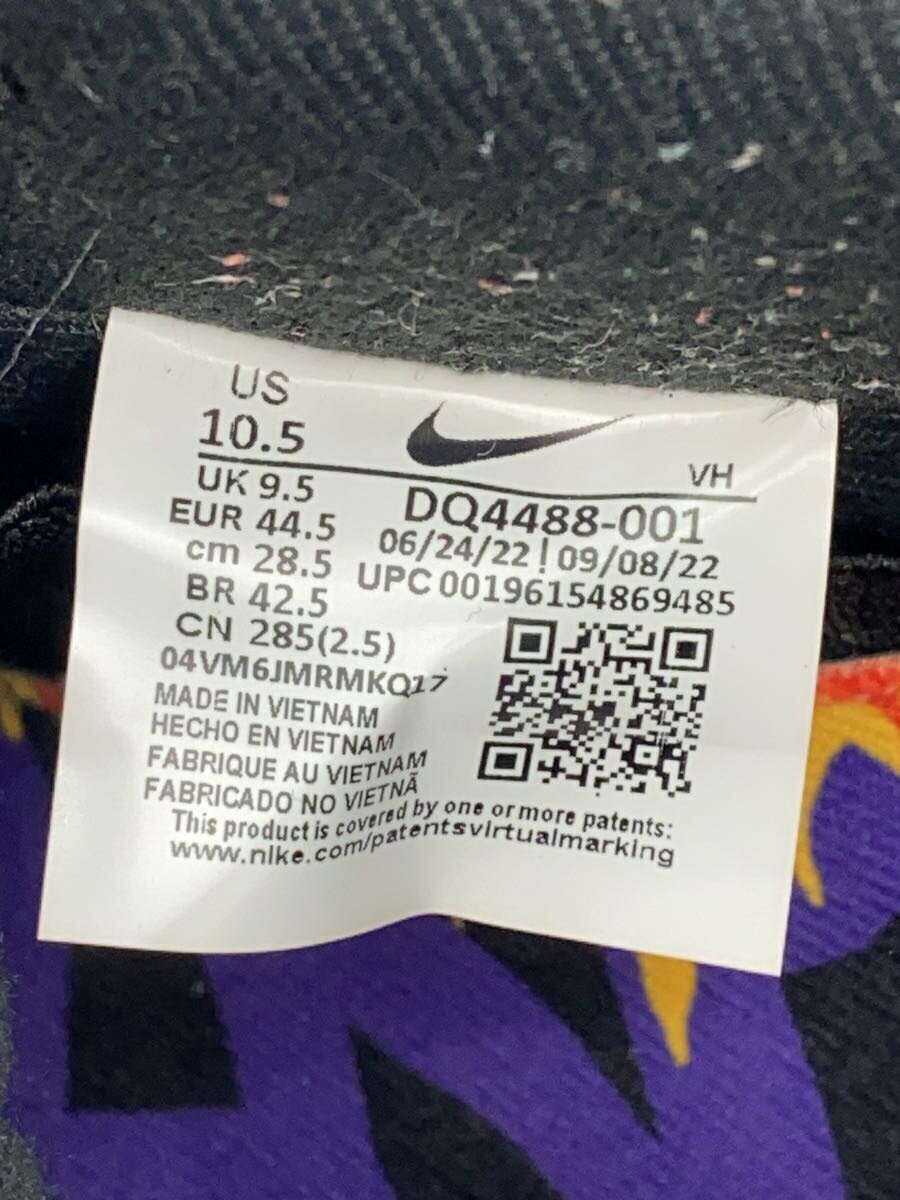 US
10.5
VH
UK 9.5
DQ4488-001
EUR 44.5
06/24/22 | 09/08/22
cm 28.5
UPC 00196154869485
BR 42.5
CN 285(2.5)
04VM6JMRMKQ17
MADE IN VIETNAM
HECHO EN VIETNAM
FABRIQUE AU VIETNAM
FABRICADO NO VIETNÃ
This product is covered by one or more patents:
www.nike.com/patentsvirtualmarking